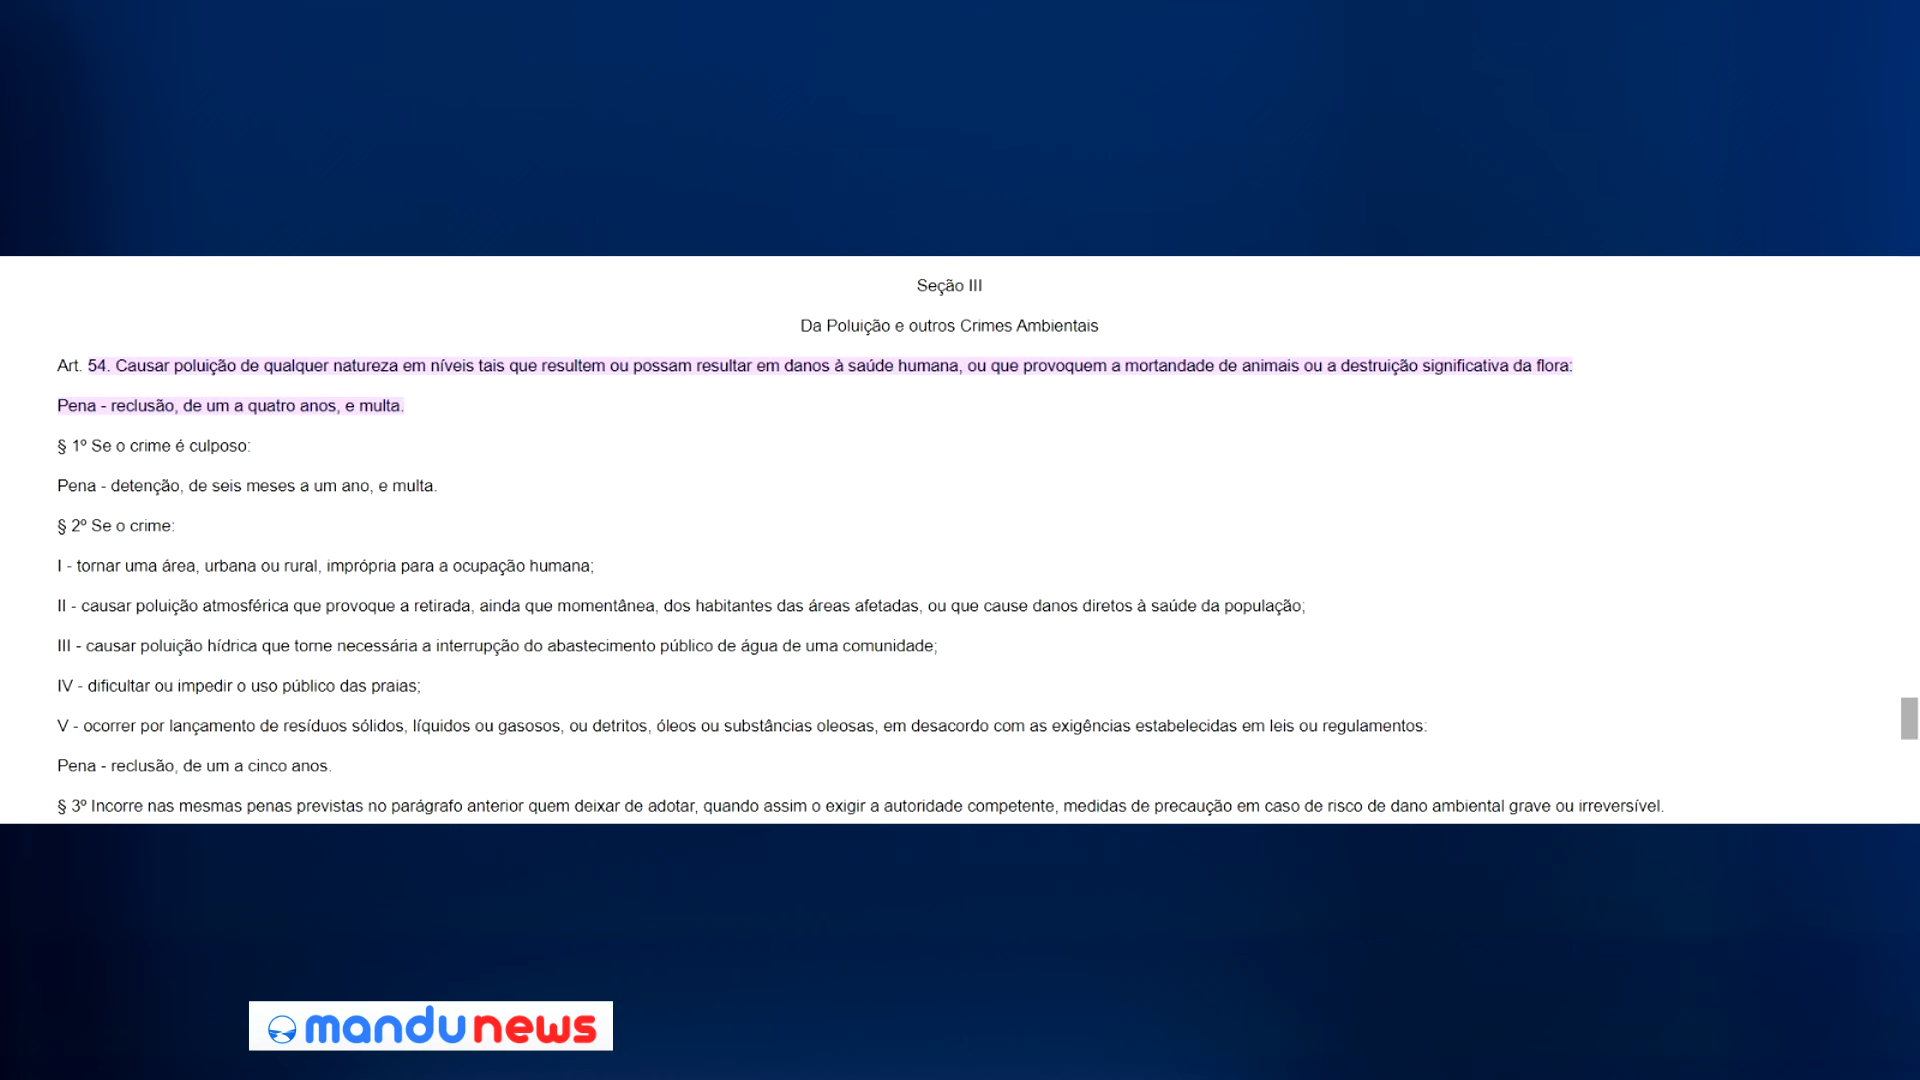 Seção III
Da Poluição e outros Crimes Ambientais
Art. 54. Causar poluição de qualquer natureza em níveis tais que resultem ou possam resultar em danos à saúde humana, ou que provoquem a mortandade de animais ou a destruição significativa da flora:
Pena - reclusão, de um a quatro anos, e multa.
§ 1º Se o crime é culposo:
Pena - detenção, de seis meses a um ano, e multa.
§ 2º Se o crime:
I - tornar uma área, urbana ou rural, imprópria para a ocupação humana;
II - causar poluição atmosférica que provoque a retirada, ainda que momentânea, dos habitantes das áreas afetadas, ou que cause danos diretos à saúde da população;
III - causar poluição hídrica que torne necessária a interrupção do abastecimento público de água de uma comunidade;
IV - dificultar ou impedir o uso público das praias;
V - ocorrer por lançamento de resíduos sólidos, líquidos ou gasosos, ou detritos, óleos ou substâncias oleosas, em desacordo com as exigências estabelecidas em leis ou regulamentos:
Pena - reclusão, de um a cinco anos.
§ 3º Incorre nas mesmas penas previstas no parágrafo anterior quem deixar de adotar, quando assim o exigir a autoridade competente, medidas de precaução em caso de risco de dano ambiental grave ou irreversível.
mandunews